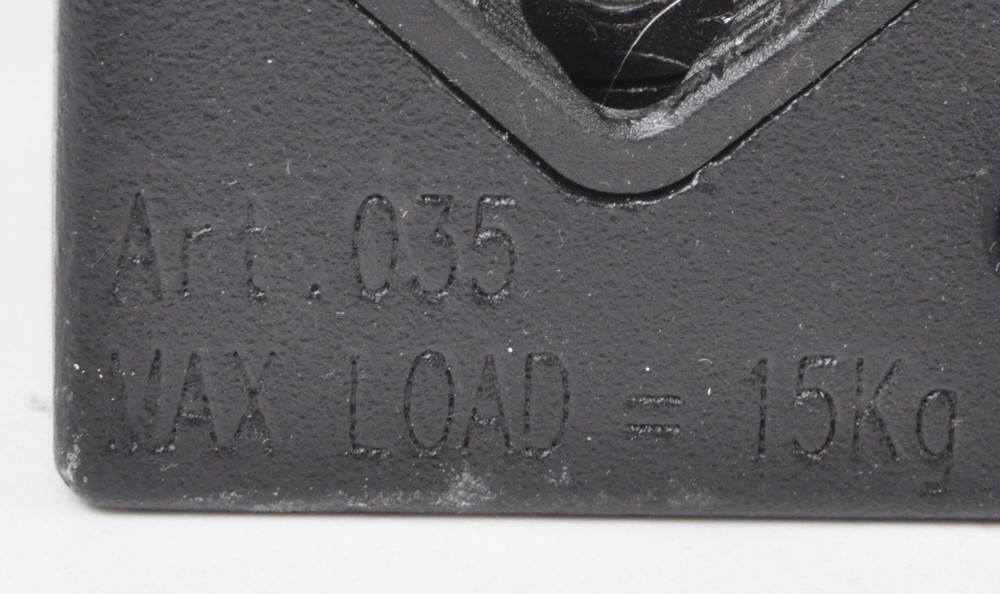 Art.035
MAX LOAD = 15Kg